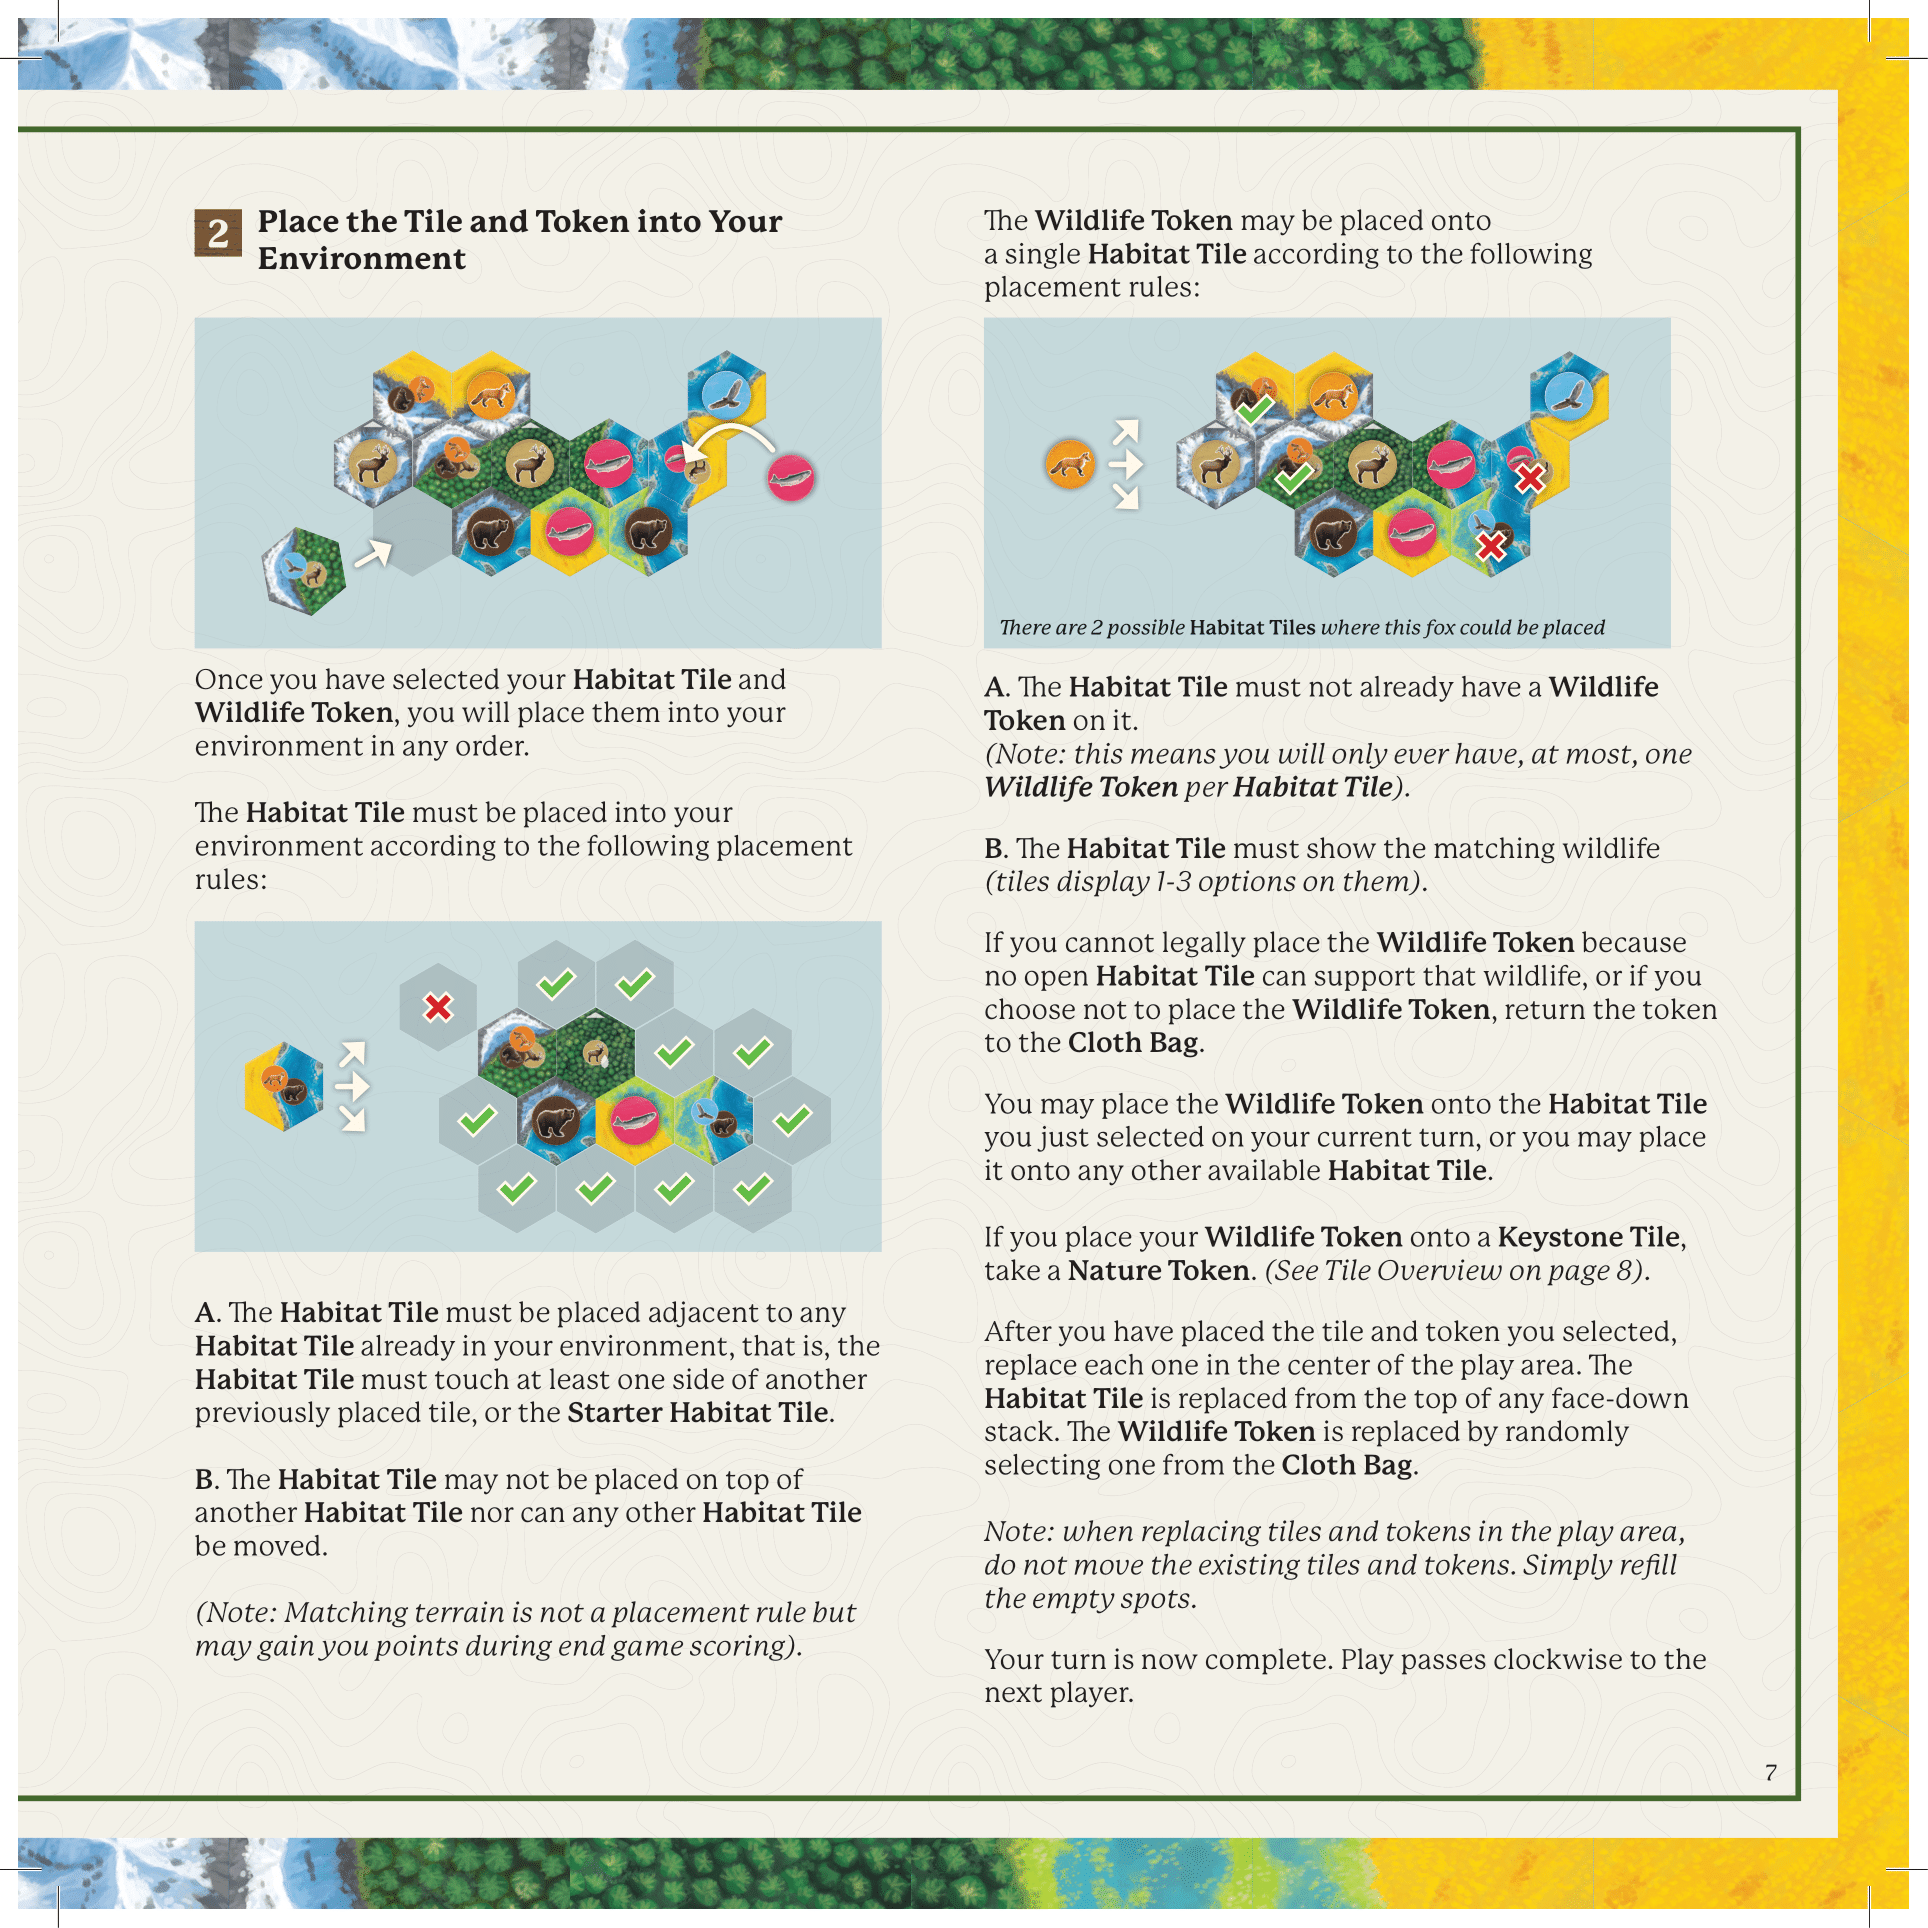 2
Place the Tile and Token into Your
Environment
Once you have selected your Habitat Tile and
Wildlife Token, you will place them into your
environment in any order.
The Habitat Tile must be placed into your
environment according to the following placement
rules:
A. The Habitat Tile must be placed adjacent to any
Habitat Tile already in your environment, that is, the
Habitat Tile must touch at least one side of another
previously placed tile, or the Starter Habitat Tile.
B. The Habitat Tile may not be placed on top of
another Habitat Tile nor can any other Habitat Tile
be moved.
(Note: Matching terrain is not a placement rule but
may gain you points during end game scoring).
The Wildlife Token may be placed onto
a single Habitat Tile according to the following
placement rules:
There are 2 possible Habitat Tiles where this fox could be placed
A. The Habitat Tile must not already have a Wildlife
Token on it.
(Note: this means you will only ever have, at most, one
Wildlife Token per Habitat Tile).
B. The Habitat Tile must show the matching wildlife
(tiles display 1-3 options on them).
If you cannot legally place the Wildlife Token because
no open Habitat Tile can support that wildlife, or if you
choose not to place the Wildlife Token, return the token
to the Cloth Bag.
You may place the Wildlife Token onto the Habitat Tile
you just selected on your current turn, or you may place
it onto any other available Habitat Tile.
If you place your Wildlife Token onto a Keystone Tile,
take a Nature Token. (See Tile Overview on page 8).
After you have placed the tile and token you selected,
replace each one in the center of the play area. The
Habitat Tile is replaced from the top of any face-down
stack. The Wildlife Token is replaced by randomly
selecting one from the Cloth Bag.
Note: when replacing tiles and tokens in the play area,
do not move the existing tiles and tokens. Simply refill
the empty spots.
Your turn is now complete. Play passes clockwise to the
next player.
7